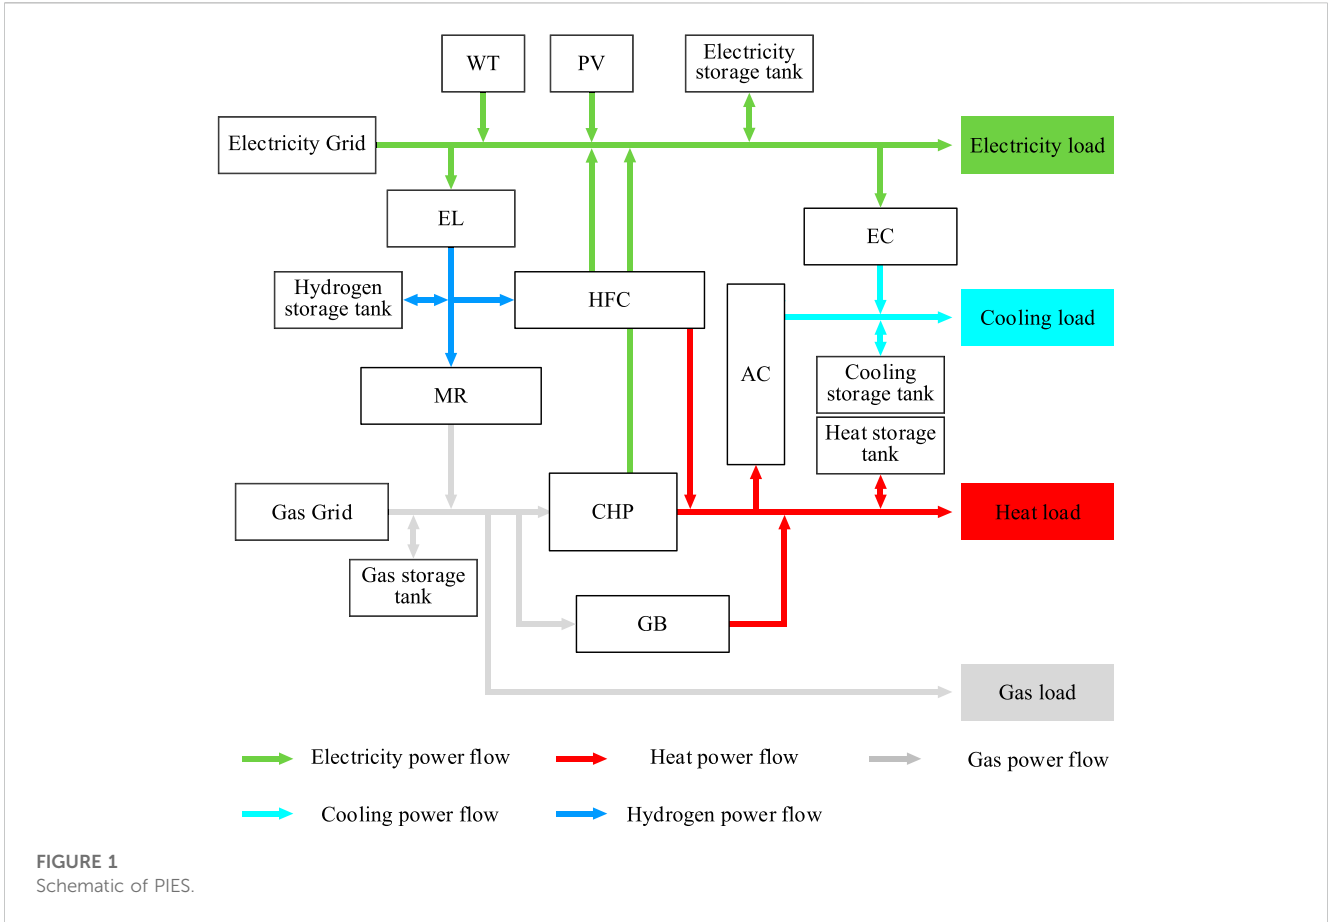 WT
PV
Electricity
storage tank
Electricity Grid
Electricity load
EL
EC
Hydrogen
storage tank
HFC
Cooling load
AC
Cooling
storage tank
MR
Heat storage
tank
Gas Grid
CHP
Heat load
Gas storage
tank
GB
Gas load
Electricity power flow
Heat power flow
Gas power flow
Cooling power flow
Hydrogen power flow
FIGURE 1
Schematic of PIES.